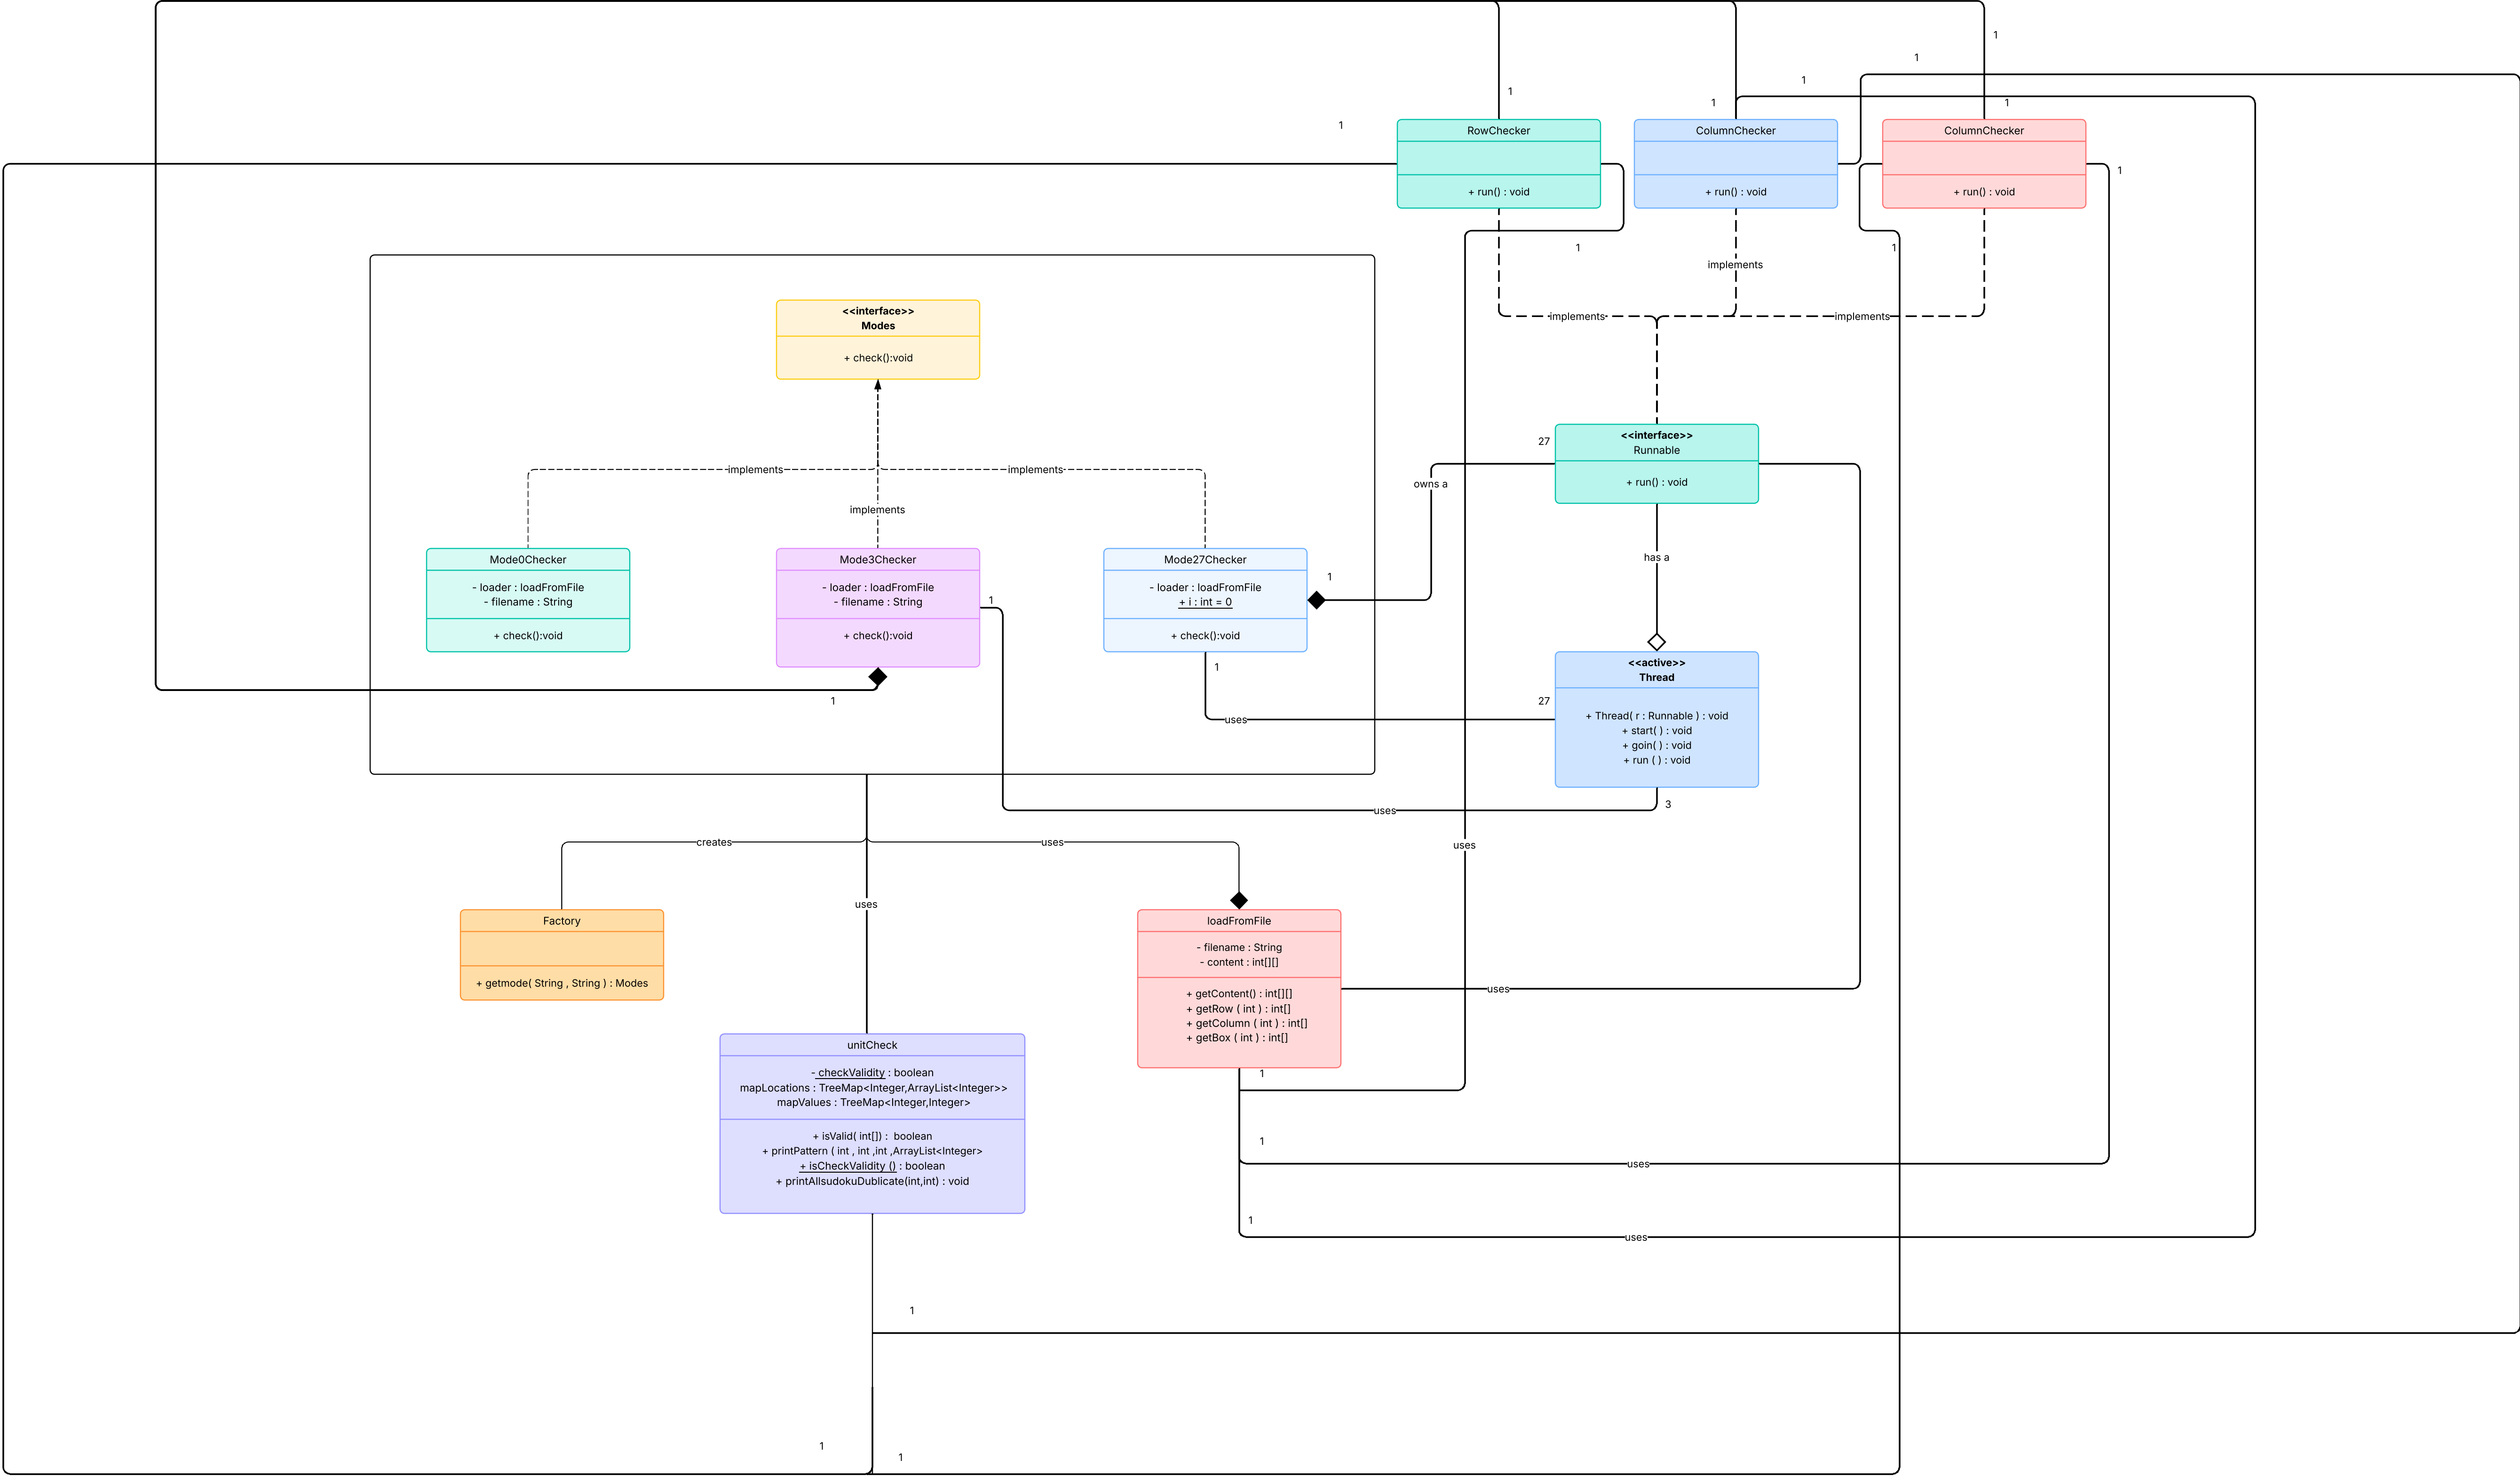 1
1
1
1
1
1
1
1
RowChecker
+ run() : void
ColumnChecker
+ run() : void
ColumnChecker
+ run() : void
1
1
1
implements
implements
implements
<<interface>>
Modes
+ check():void
implements
implements
implements
<<interface>>
Runnable
+ run() : void
27
owns a
has a
Mode0Checker
- loader : loadFromFile
- filename : String
+ check():void
Mode3Checker
- loader : loadFromFile
- filename : String
+ check():void
1
Mode27Checker
- loader : loadFromFile
+ i : int = 0
+ check():void
1
1
1
27
uses
<<active>>
Thread
+ Thread( r : Runnable ) : void
+ start( ) : void
+ goin( ) : void
+ run ( ) : void
3
uses
creates
uses
uses
uses
Factory
+ getmode( String , String ) : Modes
loadFromFile
- filename : String
- content : int[][]
+ getContent() : int[][]
+ getRow ( int ) : int[]
+ getColumn ( int ) : int[]
+ getBox ( int ) : int[]
uses
unitCheck
- checkValidity : boolean
mapLocations : TreeMap<Integer,ArrayList<Integer>>
mapValues : TreeMap<Integer,Integer>
+ isValid( int[]) : boolean
+ printPattern ( int , int ,int ,ArrayList<Integer>
+ isCheckValidity () : boolean
+ printAllsudokuDublicate(int,int) : void
1
1
uses
1
uses
1
1
1